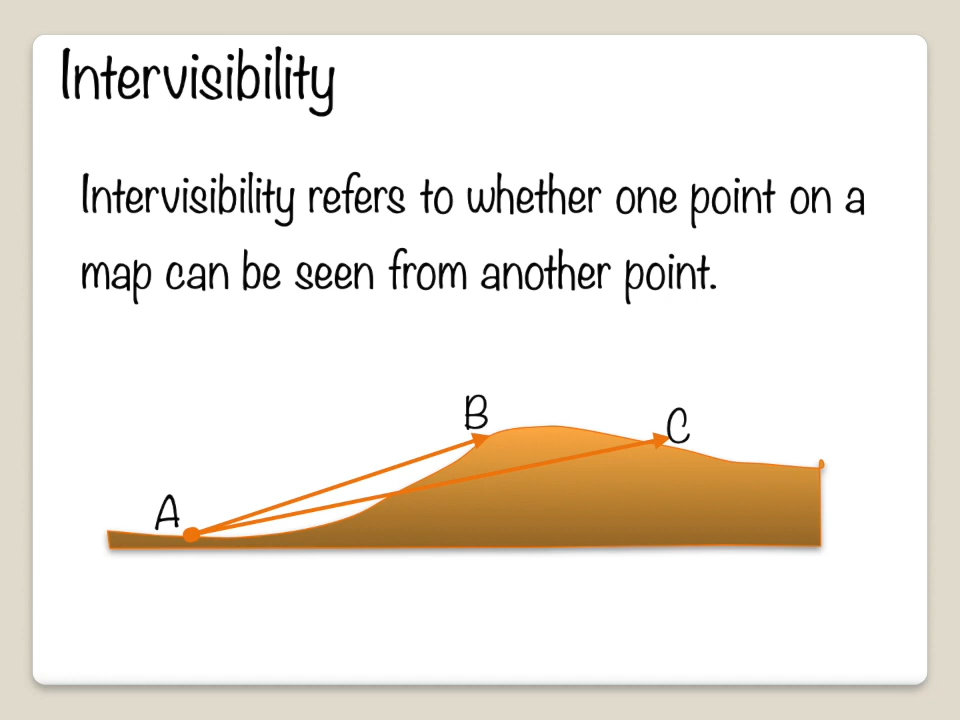 Intervisibility
Intervisibility refers to whether one point on a
map can be seen from another point.
B
C
A